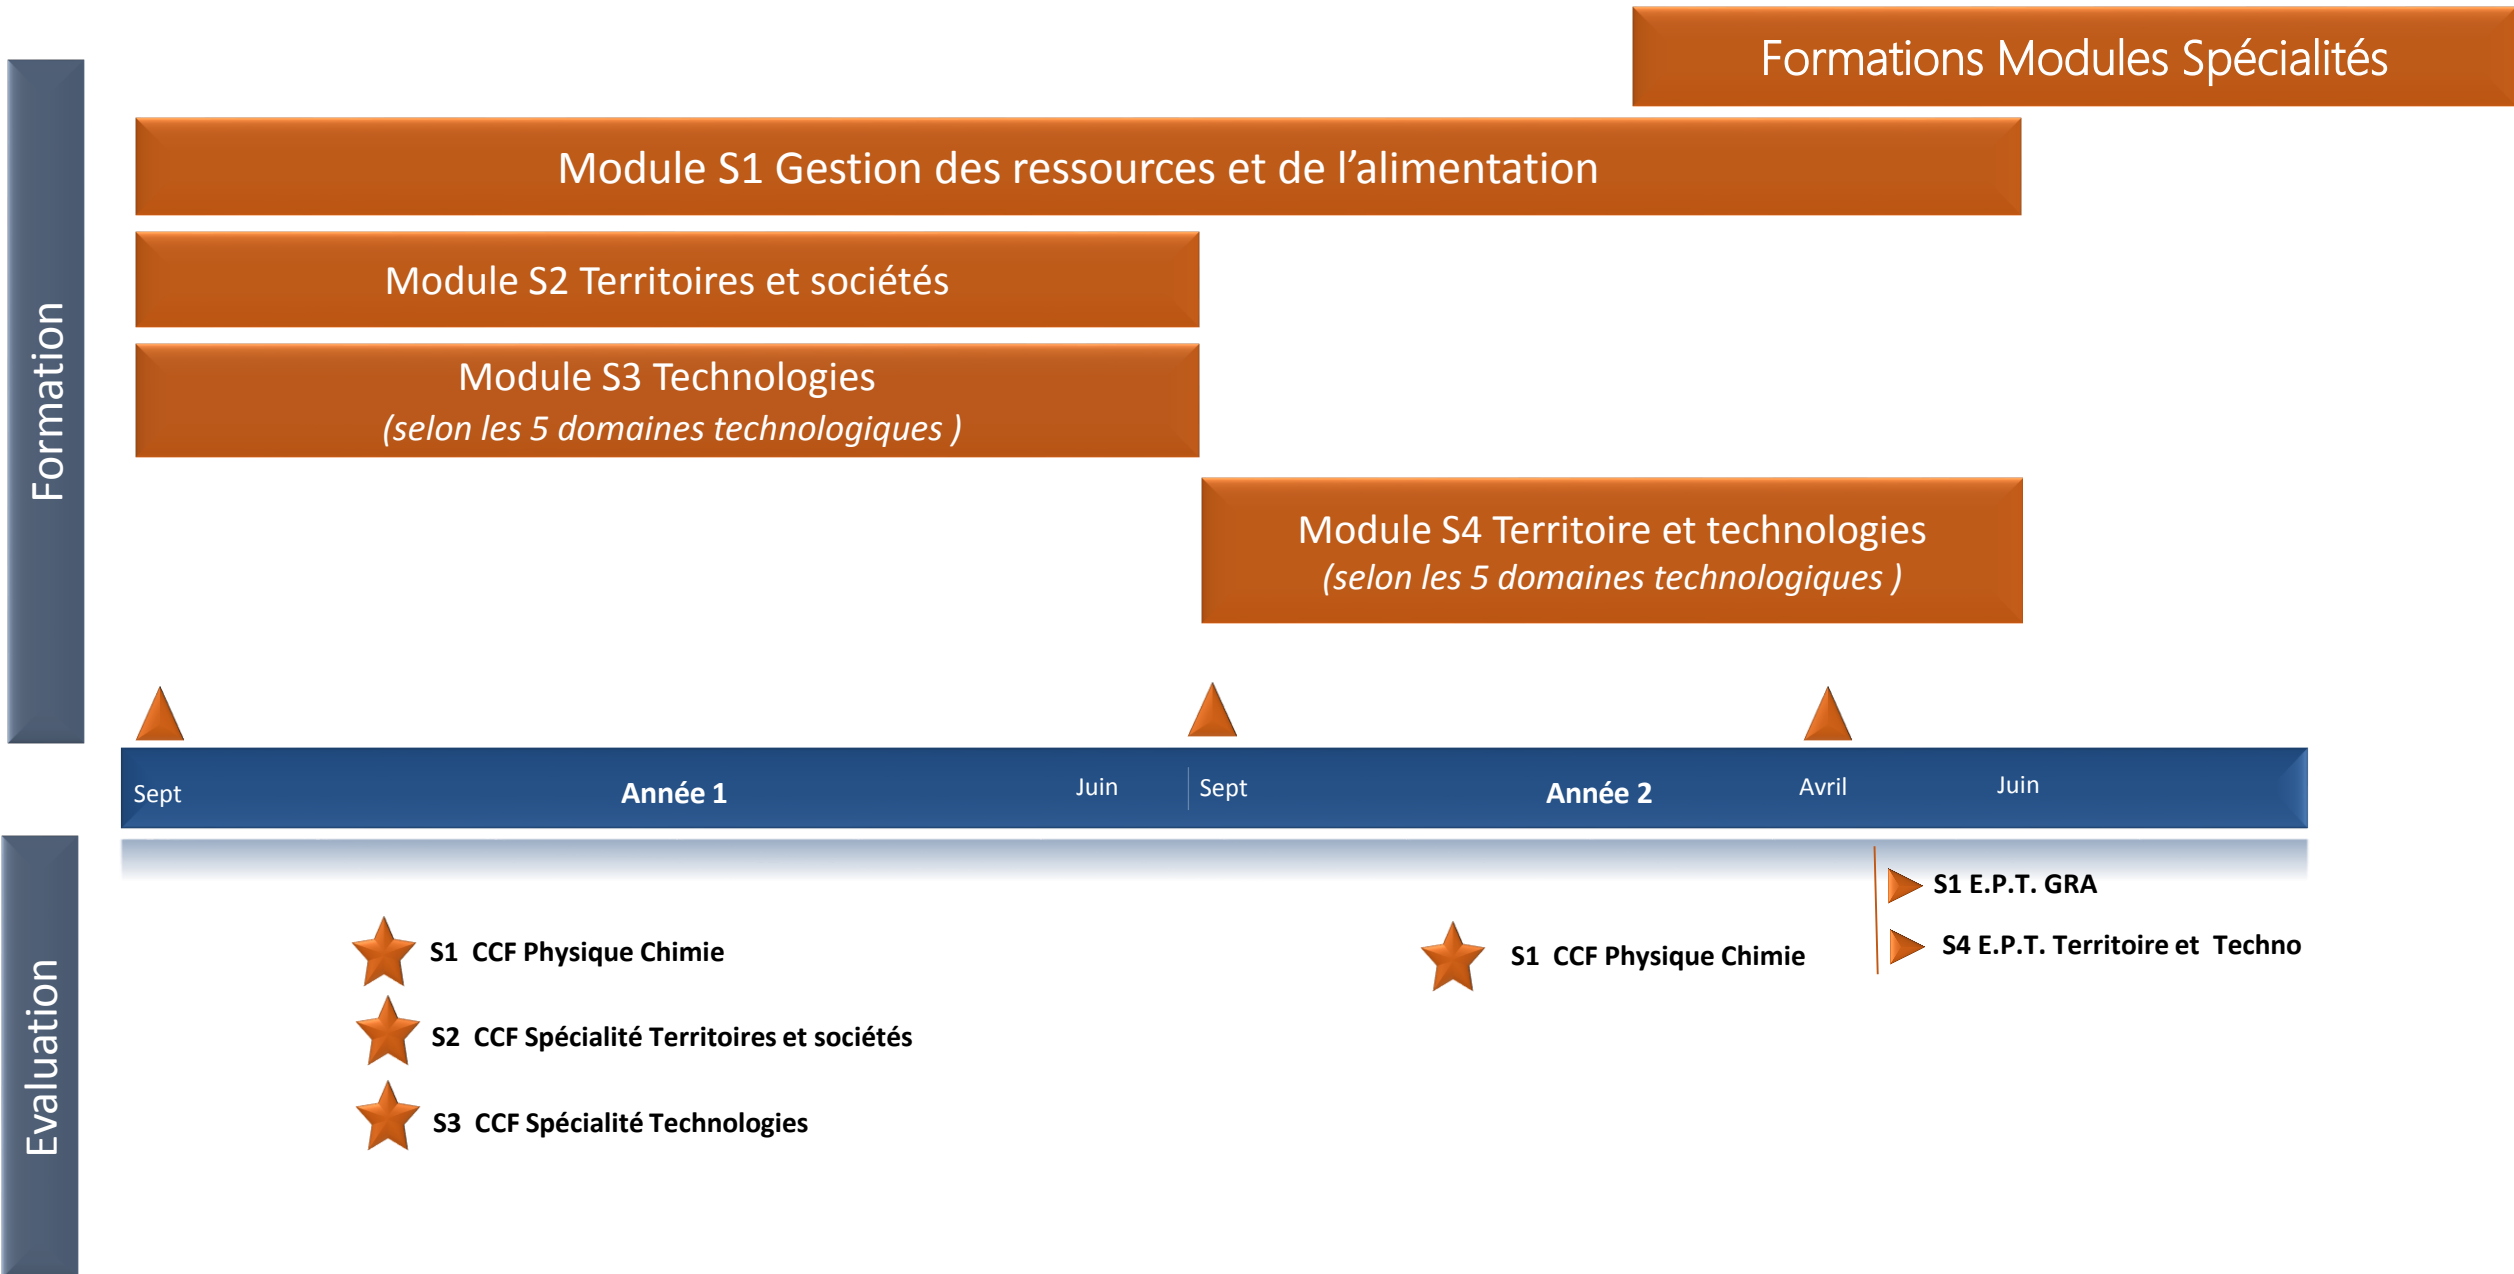 Formations Modules Spécialités
Formation
Module S1 Gestion des ressources et de l’alimentation
Module S2 Territoires et sociétés
Module S3 Technologies
(selon les 5 domaines technologiques )
Module S4 Territoire et technologies
(selon les 5 domaines technologiques )
Sept Année 1 Juin Sept Année 2 Avril Juin
Evaluation
S1 CCF Physique Chimie
S2 CCF Spécialité Territoires et sociétés
S3 CCF Spécialité Technologies
S1 CCF Physique Chimie
S1 E.P.T. GRA
S4 E.P.T. Territoire et Techno